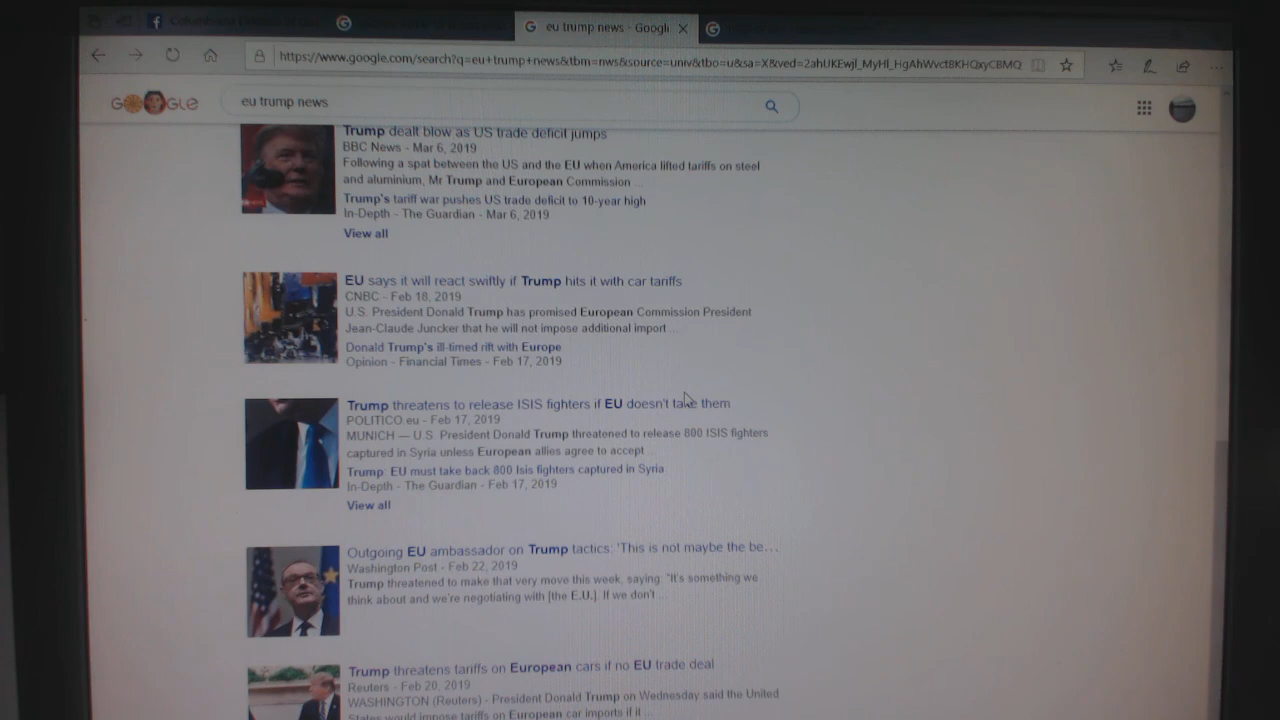 eu trump news - Googl
https://www.google.com/search?q=eu+trump+news&tbm=nws&source=univ&tbo=u&sa=X&ved=2ahUKEwjl_MyHl_HgAhWvct8KHQxyCBMQ
eu trump news
Trump dealt blow as US trade deficit jumps
BBC News - Mar 6, 2019
Following a spat between the US and the EU when America lifted tariffs on steel
and aluminium, Mr Trump and European Commission ...
Trump's tariff war pushes US trade deficit to 10-year high
In-Depth - The Guardian - Mar 6, 2019
View all
EU says it will react swiftly if Trump hits it with car tariffs
CNBC - Feb 18, 2019
U.S. President Donald Trump has promised European Commission President
Jean-Claude Juncker that he will not impose additional import ...
Donald Trump's ill-timed rift with Europe
Opinion - Financial Times - Feb 17, 2019
Trump threatens to release ISIS fighters if EU doesn't take them
POLITICO.eu - Feb 17, 2019
MUNICH — U.S. President Donald Trump threatened to release 800 ISIS fighters
captured in Syria unless European allies agree to accept ...
Trump: EU must take back 800 Isis fighters captured in Syria
In-Depth - The Guardian - Feb 17, 2019
View all
Outgoing EU ambassador on Trump tactics: 'This is not maybe the be...
Washington Post - Feb 22, 2019
Trump threatened to make that very move this week, saying: "It's something we
think about and we're negotiating with [the E.U.]. If we don't ...
Trump threatens tariffs on European cars if no EU trade deal
Reuters - Feb 20, 2019
WASHINGTON (Reuters) - President Donald Trump on Wednesday said the United
States would impose tariffs on European car imports if it ...